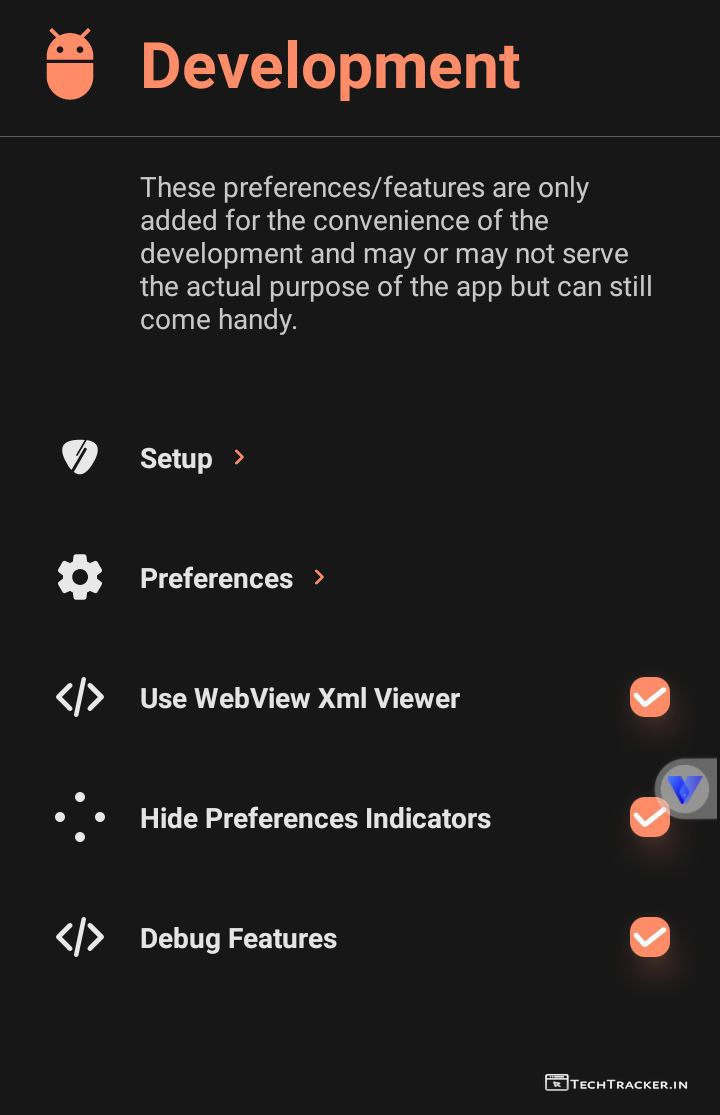 Development
These preferences/features are only
added for the convenience of the
development and may or may not serve
the actual purpose of the app but can still
come handy.
Setup
Preferences
Use WebView Xml Viewer
Hide Preferences Indicators
Debug Features
TechTracker.in